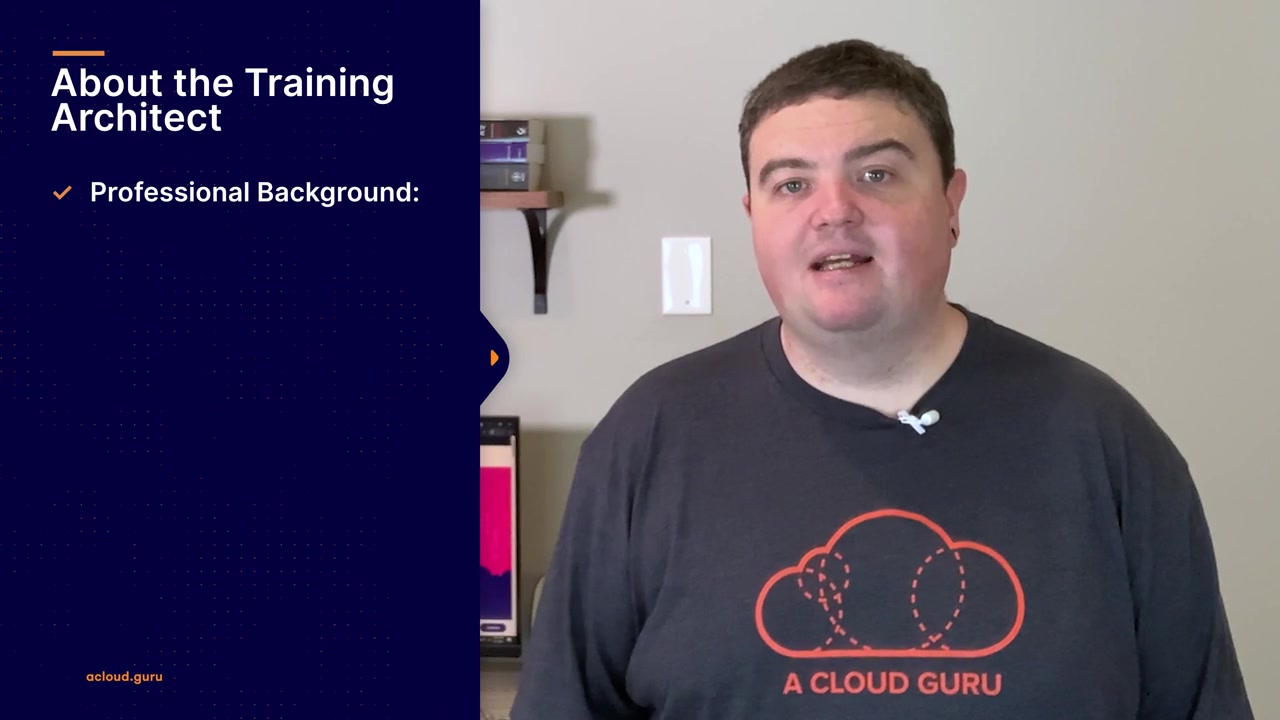 About the Training
Architect
Professional Background:
acloud.guru
A CLOUD GURU